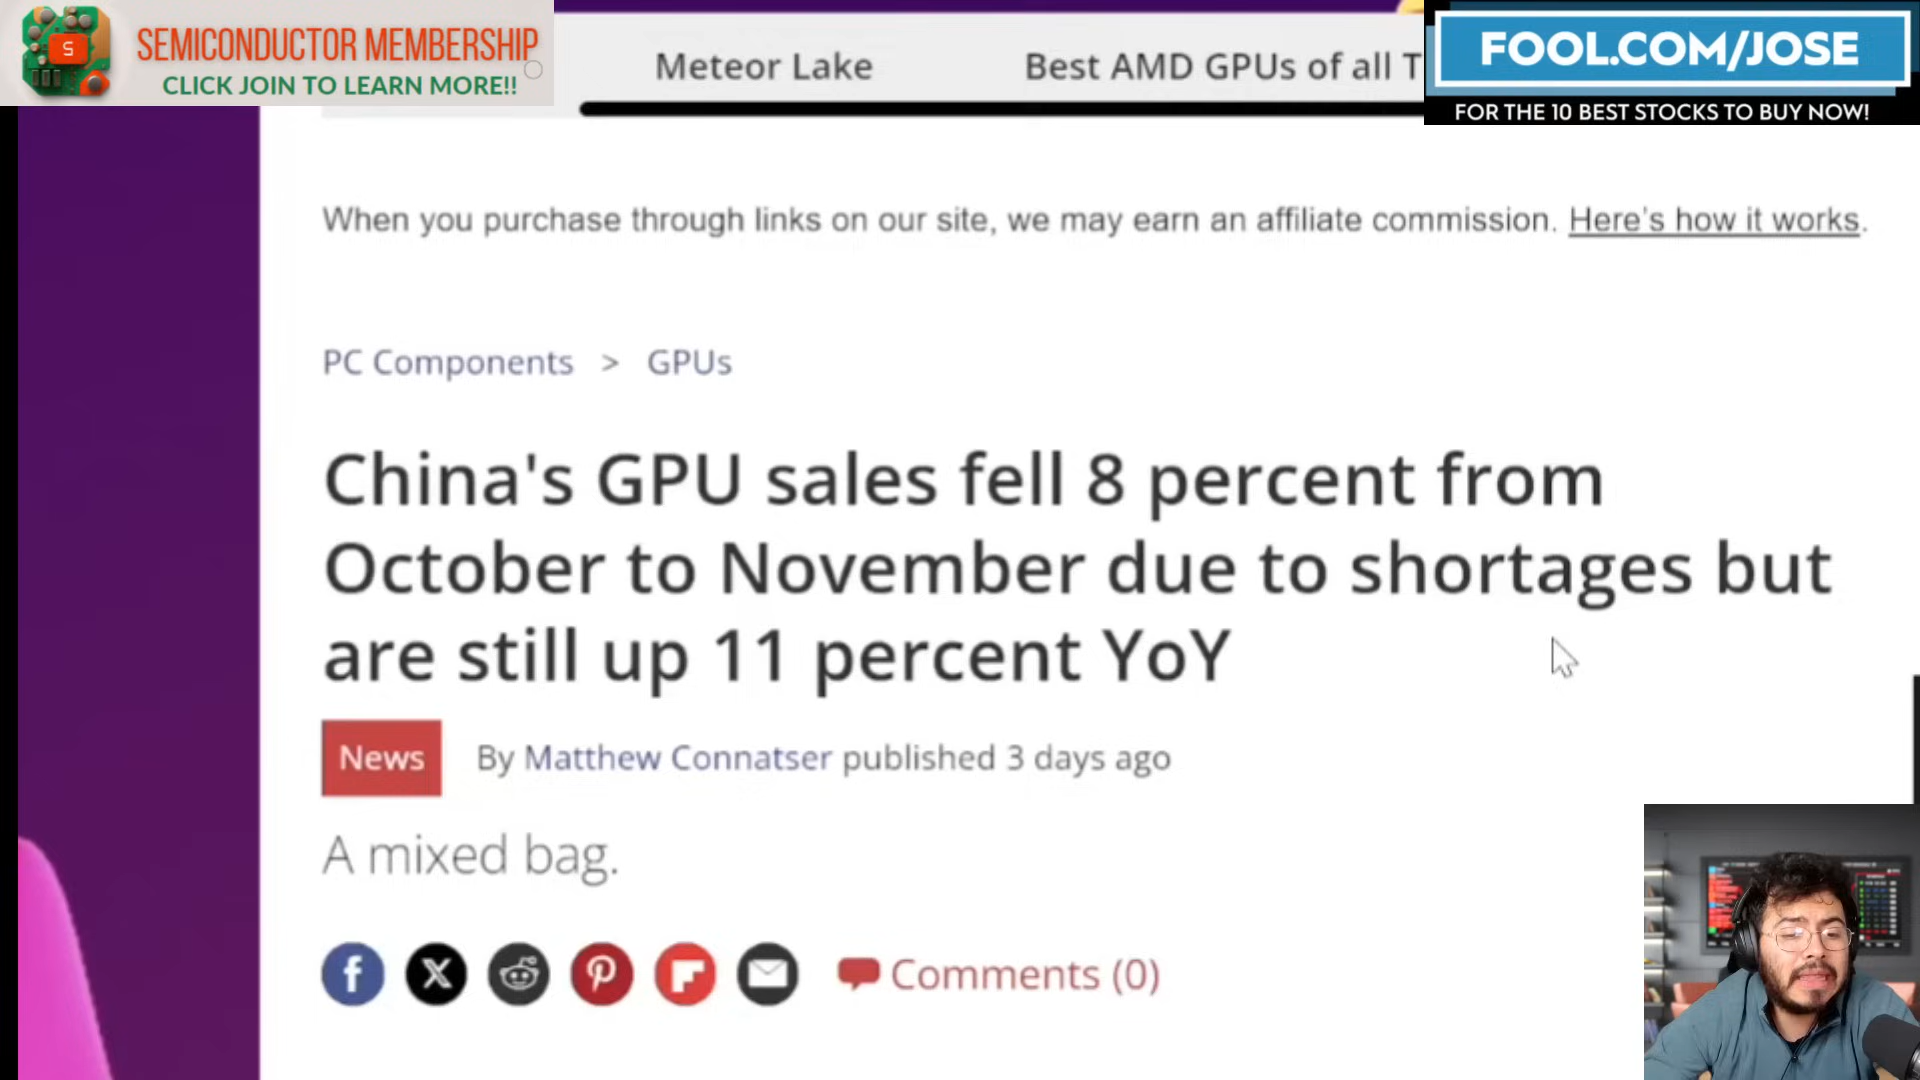 SEMICONDUCTOR MEMBERSHIP
CLICK JOIN TO LEARN MORE!!
Meteor Lake
Best AMD GPUs of all T
FOOL.COM/JOSE
FOR THE 10 BEST STOCKS TO BUY NOW!
When you purchase through links on our site, we may earn an affiliate commission. Here's how it works.
PC Components > GPUs
China's GPU sales fell 8 percent from
October to November due to shortages but
are still up 11 percent YoY
News By Matthew Connatser published 3 days ago
A mixed bag.
Comments (0)